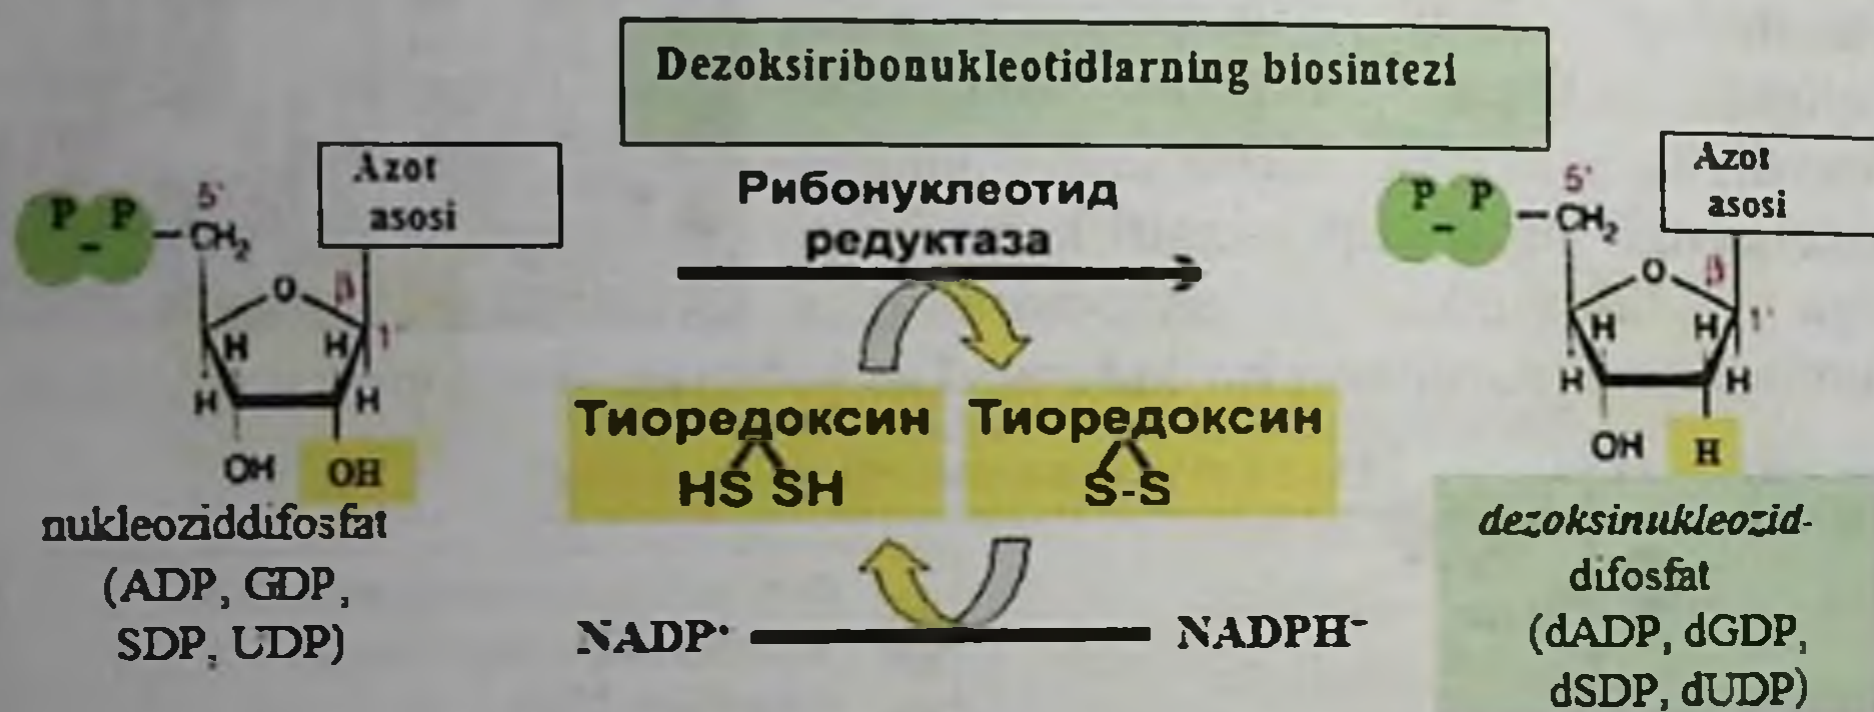 Dezoksiribonukleotidlarning biosintezi
Azot
asosi
P - P
5'
CH₂
O
β
1'
H
H
H
H
OH
OH
nukleoziddifosfat
(ADP, GDP,
SDP, UDP)
Рибонуклеотид
редуктаза
Тиоредоксин
HS SH
Тиоредоксин
S-S
NADP⁺
NADPH⁻
Azot
asosi
P - P
5'
CH₂
O
β
1'
H
H
H
H
OH
H
dezoksinukleozid-
difosfat
(dADP, dGDP,
dSDP, dUDP)